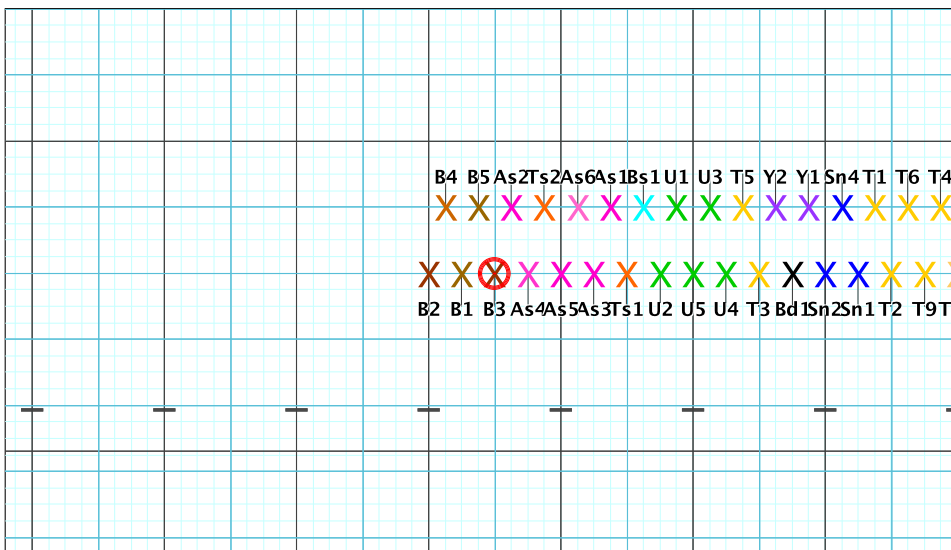 B4 B5 As2 Ts2 As6 As1 Bs1 U1 U3 T5 Y2 Y1 Sn4 T1 T6 T4
B2 B1 B3 As4 As5 As3 Ts1 U2 U5 U4 T3 Bd1 Sn2 Sn1 T2 T9